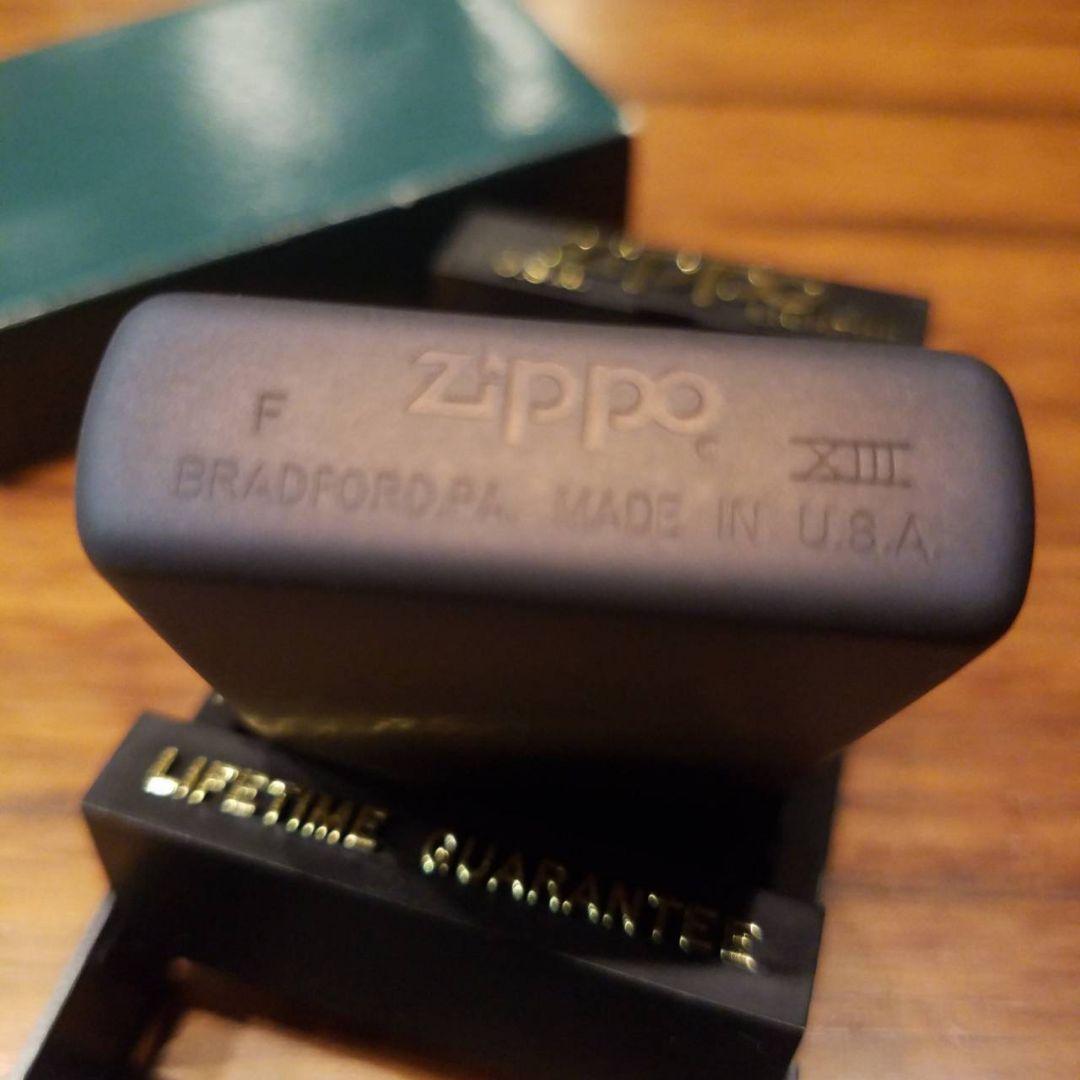 Zippo
F
XIII
BRADFORD,PA. MADE IN U.S.A.
LIFETIME GUARANTEE